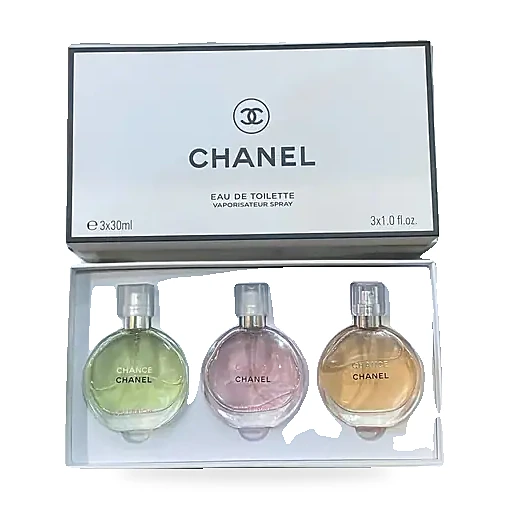 CHANEL
EAU DE TOILETTE
VAPORISATEUR SPRAY
℮ 3x30ml
3x1.0 fl.oz.
CHANCE
CHANEL
CHANEL
CHANCE
CHANEL